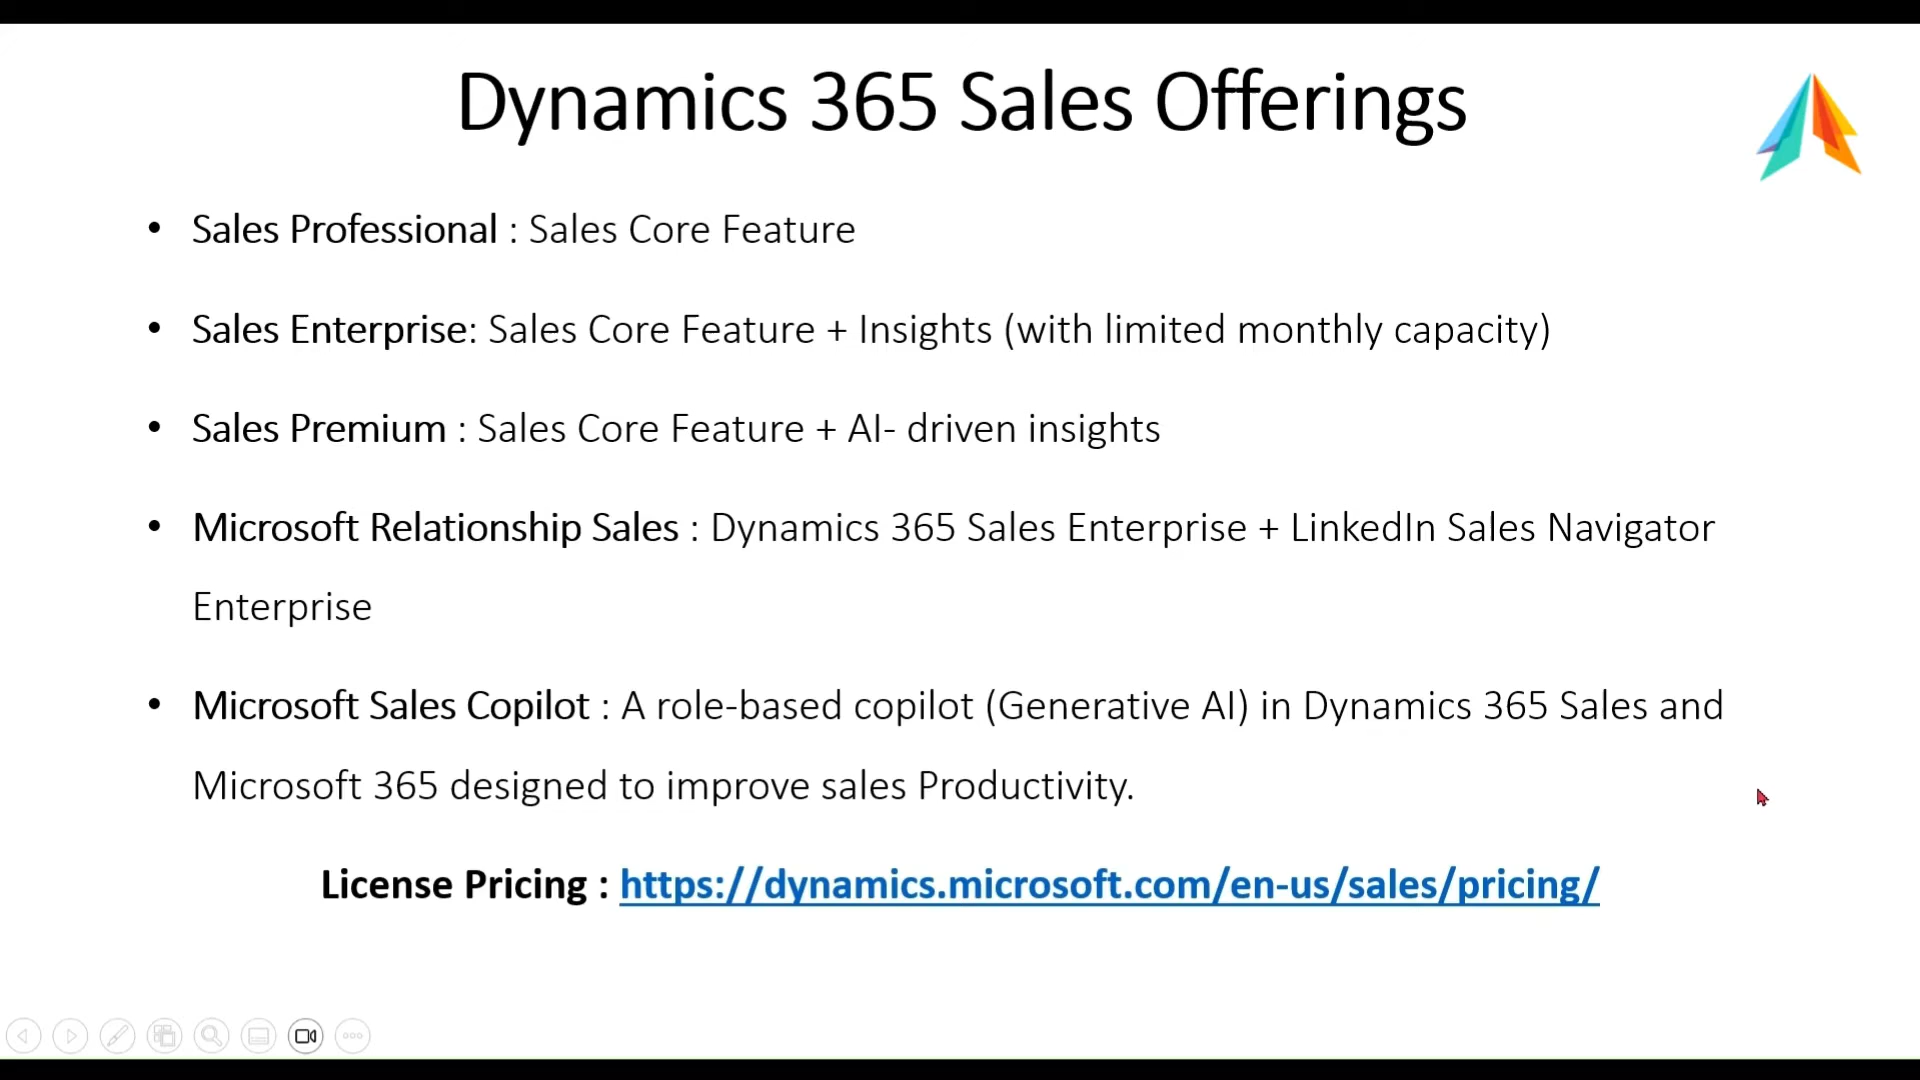 Dynamics 365 Sales Offerings
• Sales Professional : Sales Core Feature
• Sales Enterprise: Sales Core Feature + Insights (with limited monthly capacity)
• Sales Premium : Sales Core Feature + AI- driven insights
• Microsoft Relationship Sales : Dynamics 365 Sales Enterprise + LinkedIn Sales Navigator
Enterprise
• Microsoft Sales Copilot : A role-based copilot (Generative AI) in Dynamics 365 Sales and
Microsoft 365 designed to improve sales Productivity.
License Pricing : https://dynamics.microsoft.com/en-us/sales/pricing/